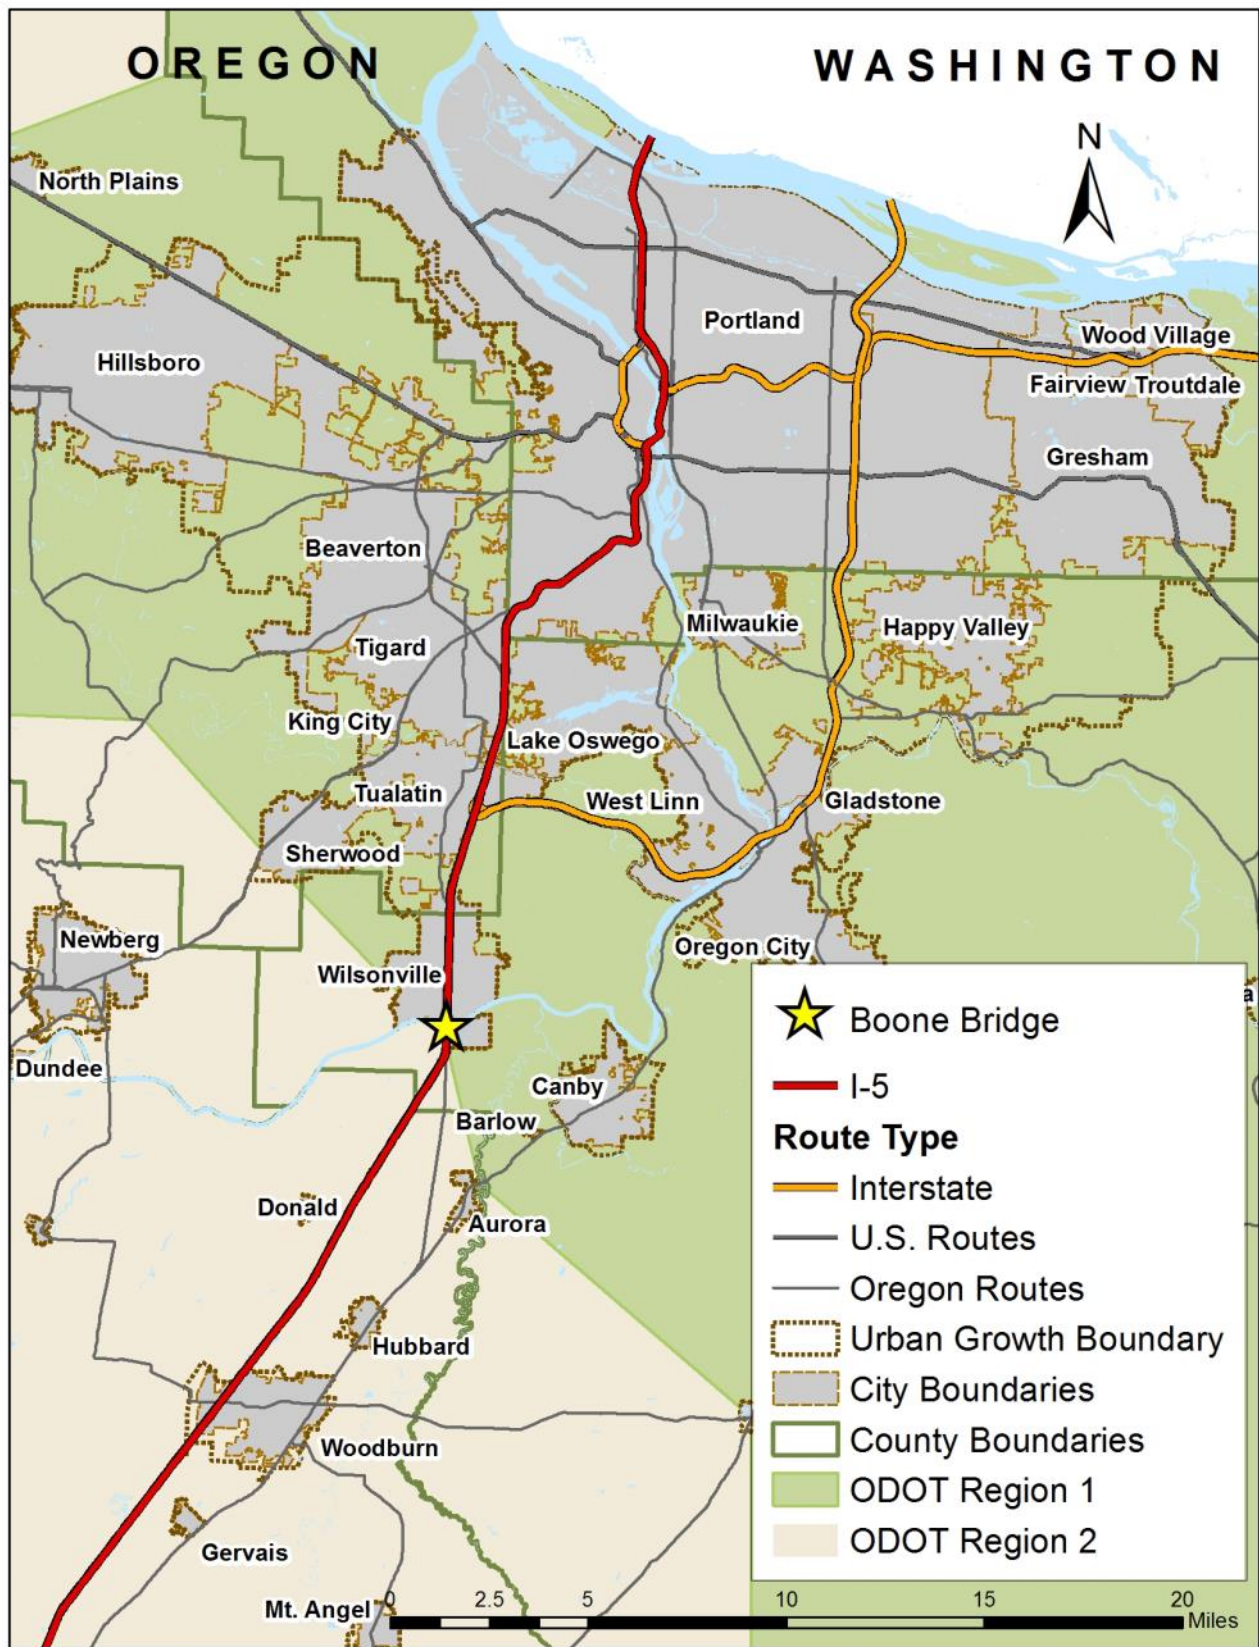 OREGON
WASHINGTON
N
North Plains
Portland
Wood Village
Hillsboro
Fairview Troutdale
Gresham
Beaverton
Milwaukie
Happy Valley
Tigard
King City
Lake Oswego
Tualatin
West Linn
Gladstone
Sherwood
Newberg
Oregon City
Wilsonville
a
Dundee
Canby
Barlow
Donald
Aurora
Hubbard
Woodburn
Gervais
Mt. Angel
Boone Bridge
I-5
Route Type
Interstate
U.S. Routes
Oregon Routes
Urban Growth Boundary
City Boundaries
County Boundaries
ODOT Region 1
ODOT Region 2
0 2.5 5 10 15 20
Miles